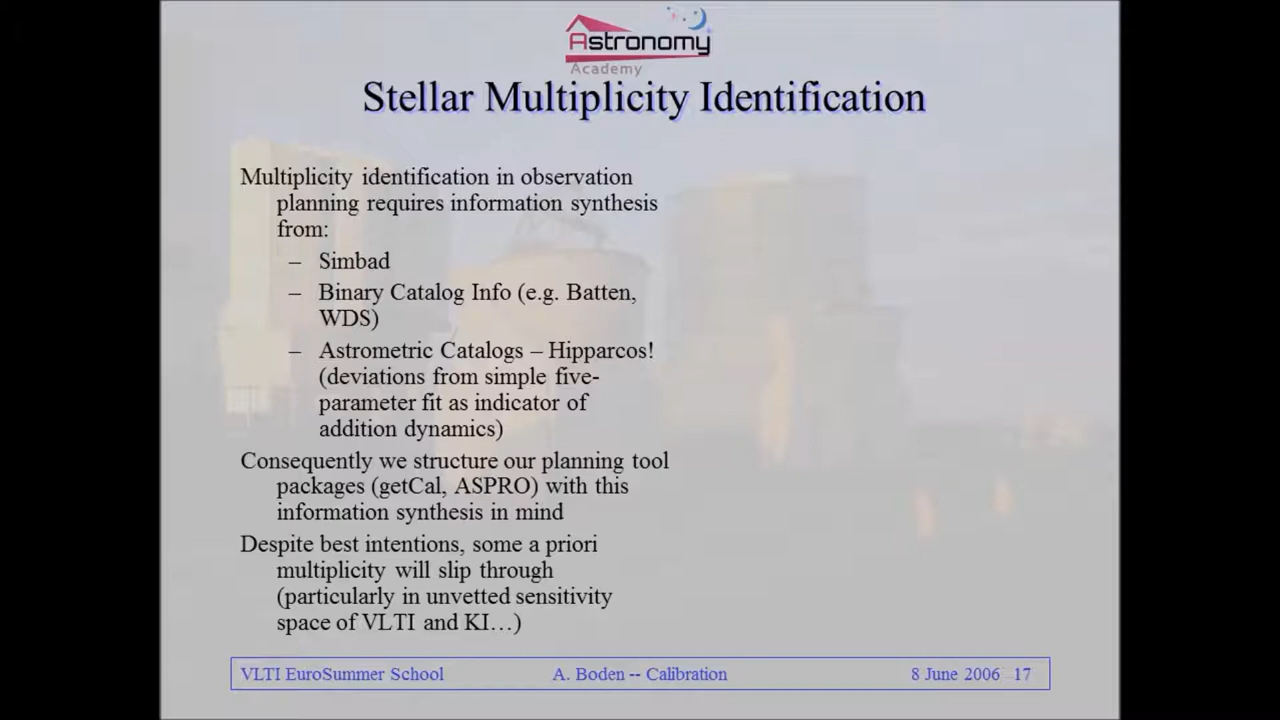 Astronomy
Academy
Stellar Multiplicity Identification
Multiplicity identification in observation
planning requires information synthesis
from:
– Simbad
– Binary Catalog Info (e.g. Batten,
WDS)
– Astrometric Catalogs – Hipparcos!
(deviations from simple five-
parameter fit as indicator of
addition dynamics)
Consequently we structure our planning tool
packages (getCal, ASPRO) with this
information synthesis in mind
Despite best intentions, some a priori
multiplicity will slip through
(particularly in unvetted sensitivity
space of VLTI and KI…)
VLTI EuroSummer School A. Boden -- Calibration 8 June 2006 17